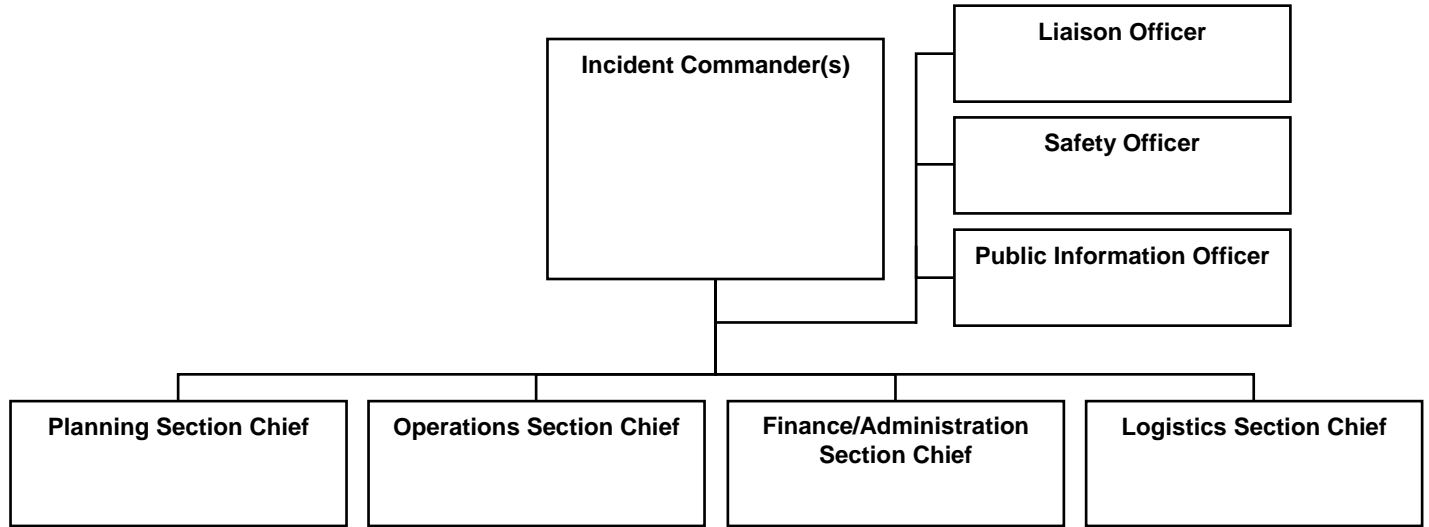 Liaison Officer
Incident Commander(s)
Safety Officer
Public Information Officer
Planning Section Chief
Operations Section Chief
Finance/Administration
Section Chief
Logistics Section Chief